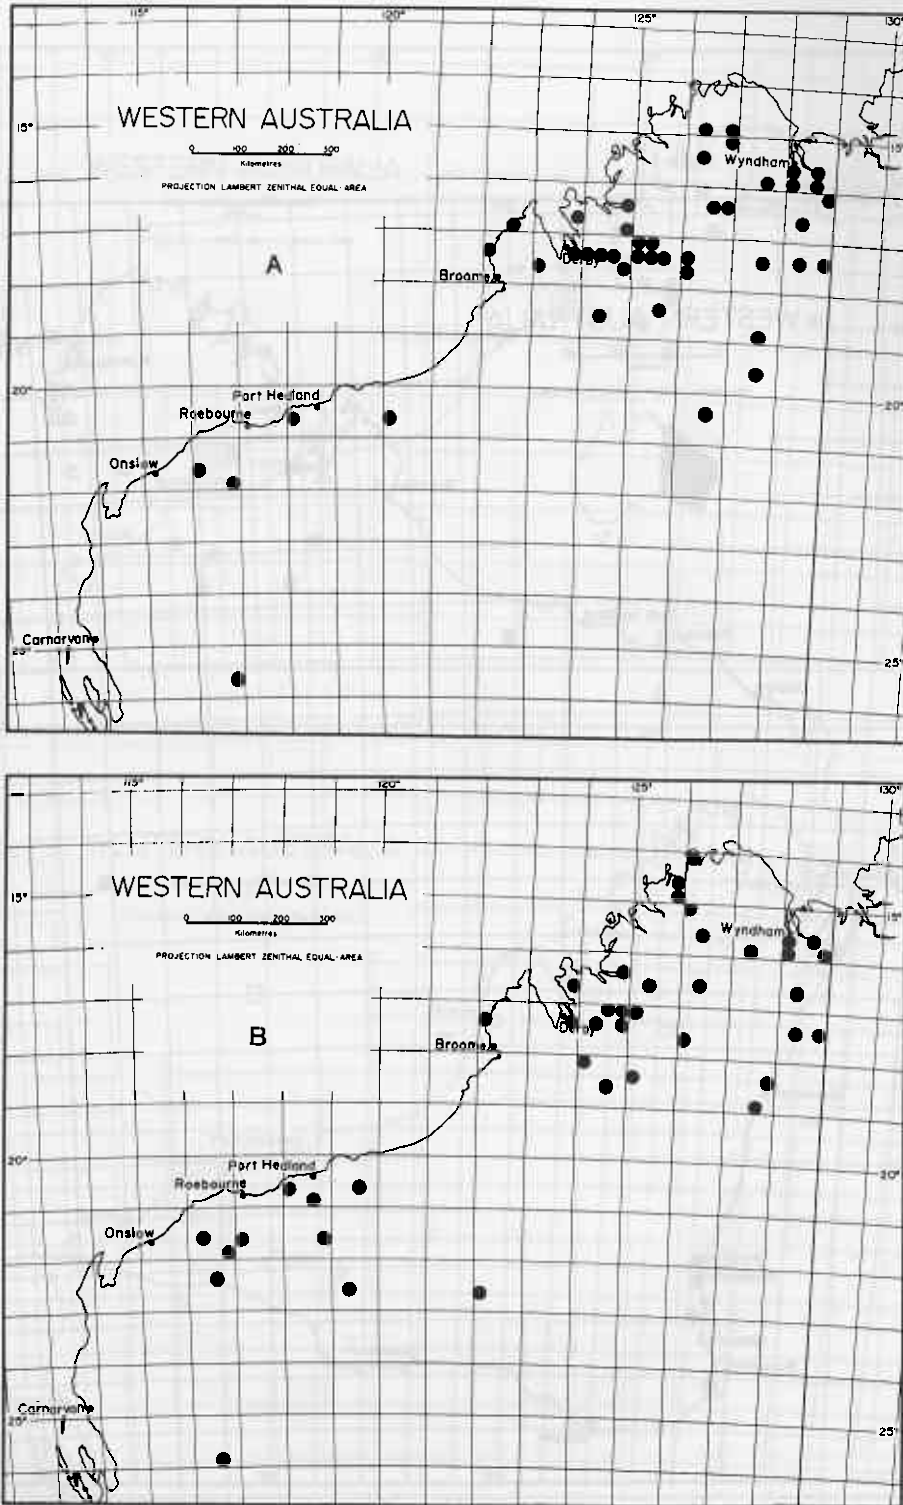 115° 120° 125° 130°
WESTERN AUSTRALIA
0 100 200 300
Kilometres
PROJECTION LAMBERT ZENITHAL EQUAL-AREA
15° 15°
Wyndham
A
Derby
Broome
20° 20°
Port Hedland
Roebourne
Onslow
Carnarvon
25° 25°
115° 120° 125° 130°
WESTERN AUSTRALIA
0 100 200 300
Kilometres
PROJECTION LAMBERT ZENITHAL EQUAL-AREA
15° 15°
Wyndham
B
Derby
Broome
20° 20°
Port Hedland
Roebourne
Onslow
Carnarvon
25° 25°